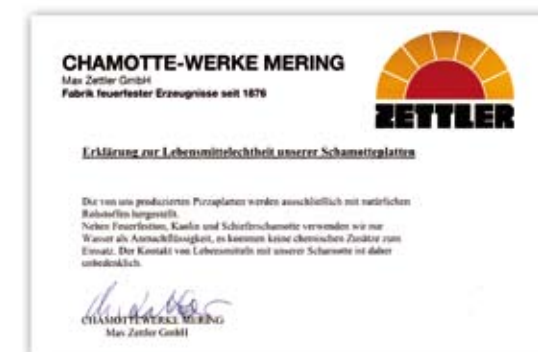 CHAMOTTE-WERKE MERING
Max Zettler GmbH
Fabrik feuerfester Erzeugnisse seit 1876
ZETTLER
Erklärung zur Lebensmittelechtheit unserer Schamotteplatten
Die von uns produzierten Pizzaplatten werden ausschließlich mit natürlichen
Rohstoffen hergestellt.
Neben Feuerfestton, Kaolin und Schieferschamotte verwenden wir nur
Wasser als Anmachflüssigkeit, es kommen keine chemischen Zusätze zum
Einsatz. Der Kontakt von Lebensmitteln mit unserer Schamotte ist daher
unbedenklich.
CHAMOTTEWERKE MERING
Max Zettler GmbH